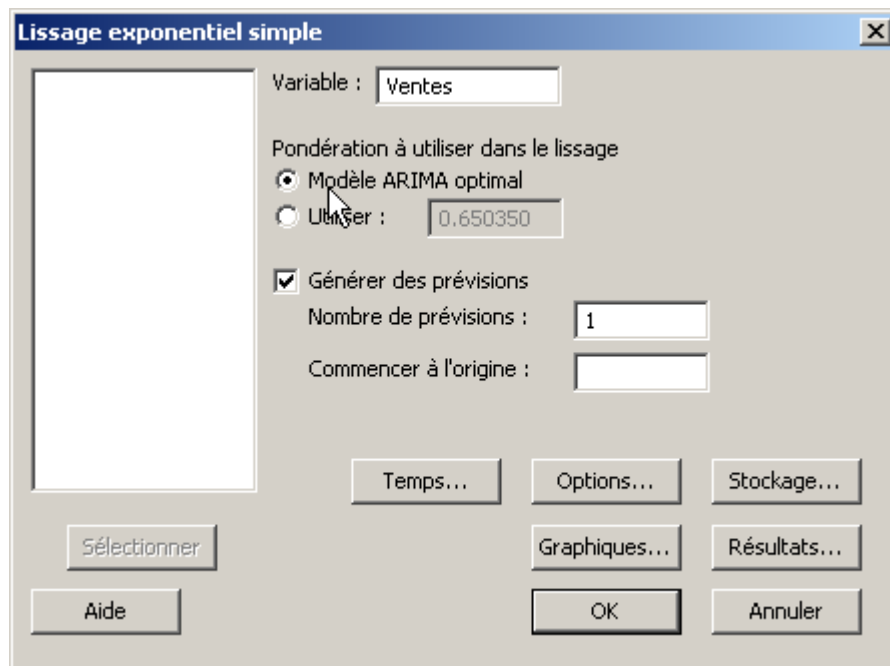 Lissage exponentiel simple
Variable : Ventes
Pondération à utiliser dans le lissage
Modèle ARIMA optimal
Utiliser : 0.650350
Générer des prévisions
Nombre de prévisions : 1
Commencer à l'origine :
Temps... Options... Stockage...
Sélectionner Graphiques... Résultats...
Aide OK Annuler